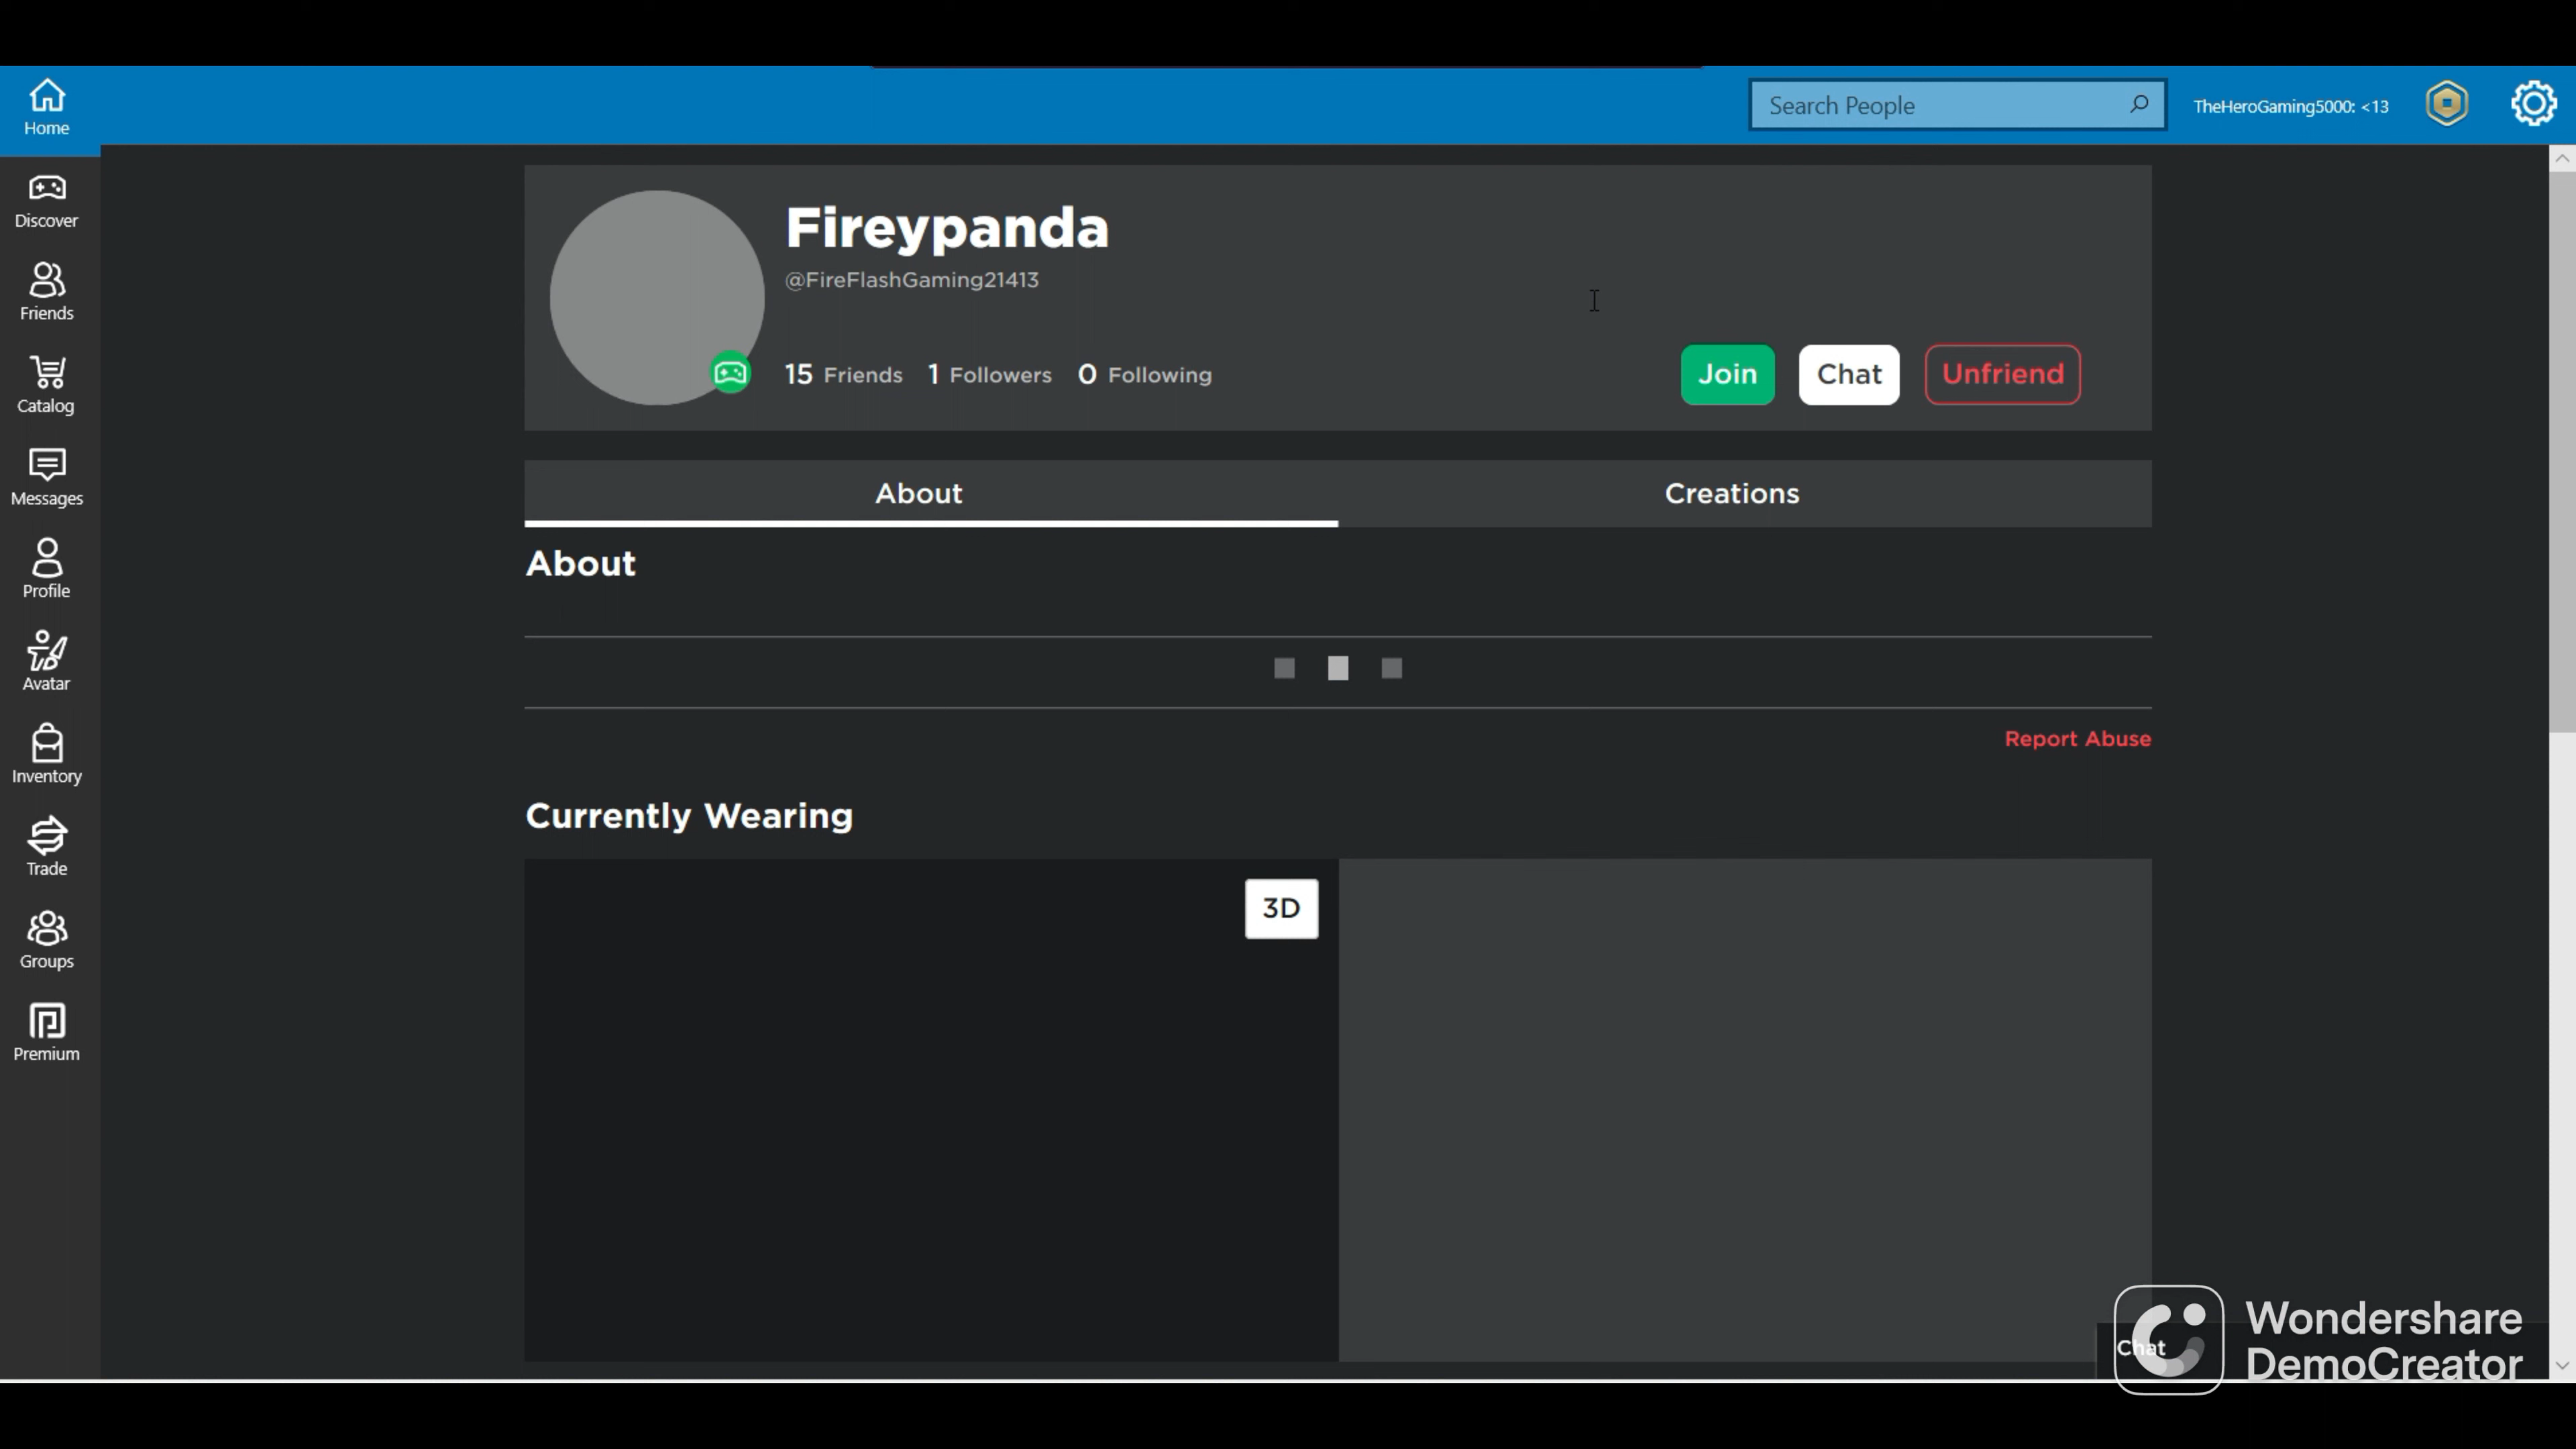 Home
Search People
TheHeroGaming5000: <13
Discover
Friends
Catalog
Messages
Profile
Avatar
Inventory
Trade
Groups
Premium
Fireypanda
@FireFlashGaming21413
15 Friends 1 Followers 0 Following
Join Chat Unfriend
About Creations
About
Report Abuse
Currently Wearing
3D
Chat
Wondershare
DemoCreator